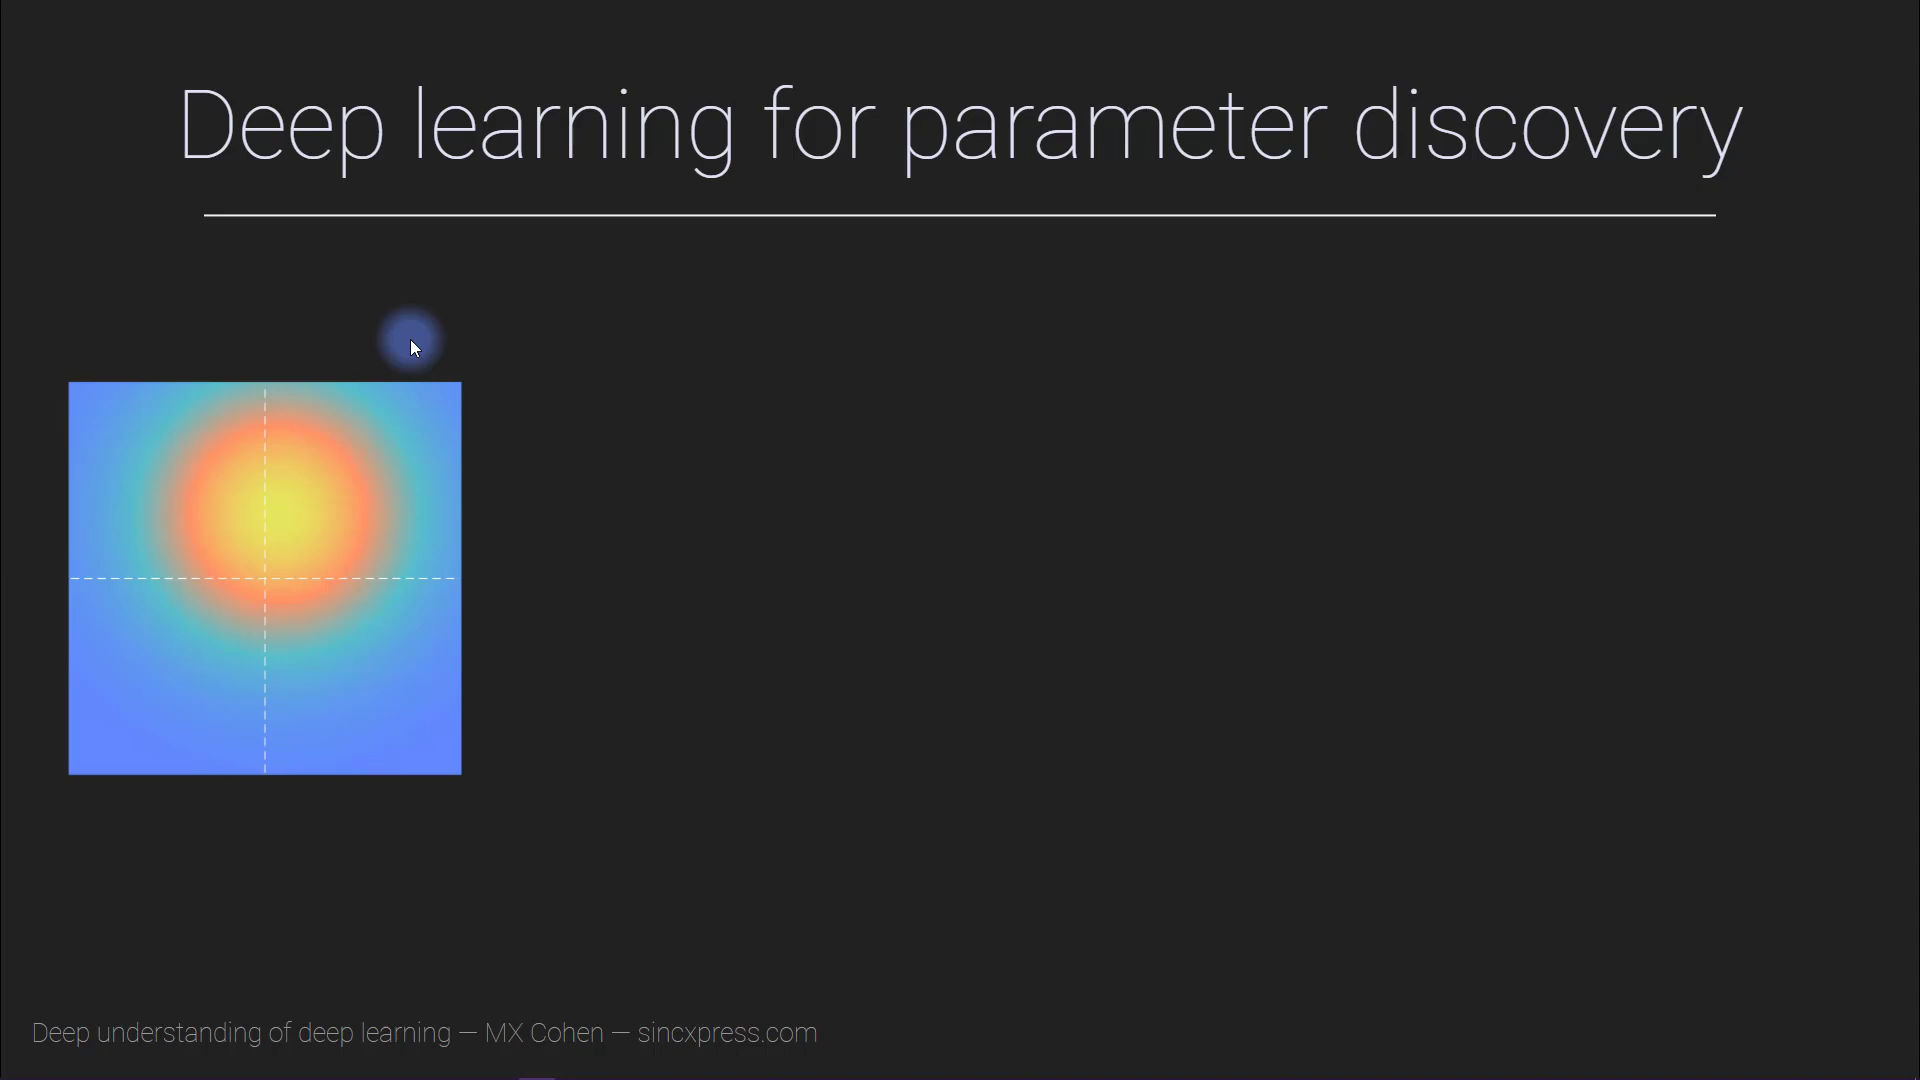 Deep learning for parameter discovery
Deep understanding of deep learning — MX Cohen — sincxpress.com